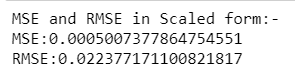 MSE and RMSE in Scaled form:-
MSE:0.0005007377864754551
RMSE:0.022377171100821817